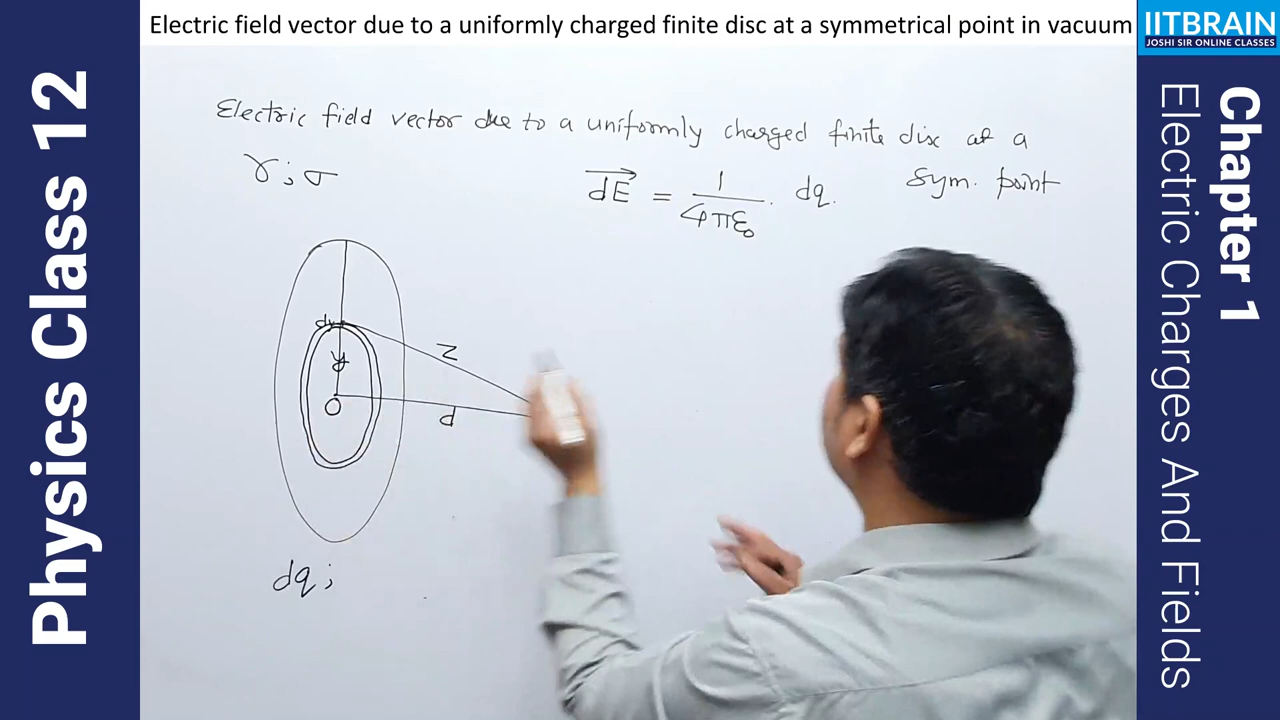 Electric field vector due to a uniformly charged finite disc at a symmetrical point in vacuum
IITBRAIN
JOSHI SIR ONLINE CLASSES
Physics Class 12
Chapter 1
Electric Charges And Fields
Electric field vector due to a uniformly charged finite disc at a
Sym. point
r; σ
dE = 1/4πε₀ . dq.
dy
y
z
O
d
dq;